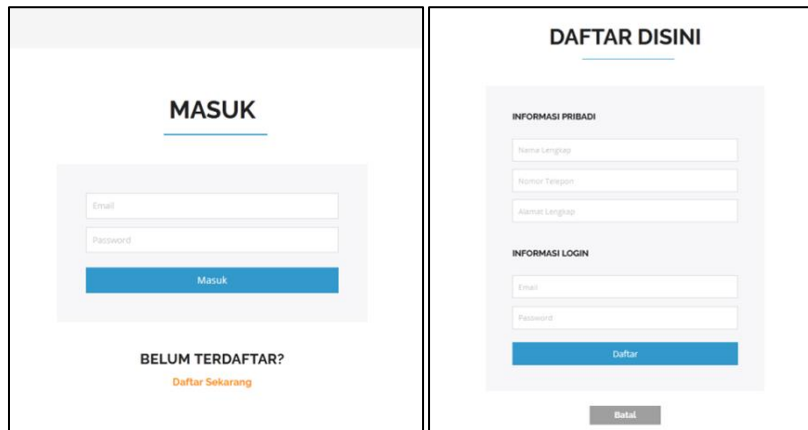 MASUK
Email
Password
Masuk
BELUM TERDAFTAR?
Daftar Sekarang
DAFTAR DISINI
INFORMASI PRIBADI
Nama Lengkap
Nomor Telepon
Alamat Lengkap
INFORMASI LOGIN
Email
Password
Daftar
Batal